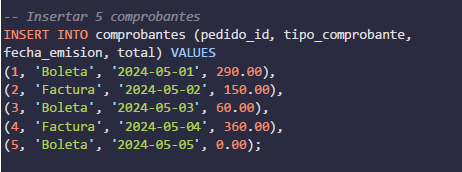 -- Insertar 5 comprobantes
INSERT INTO comprobantes (pedido_id, tipo_comprobante,
fecha_emision, total) VALUES
(1, 'Boleta', '2024-05-01', 290.00),
(2, 'Factura', '2024-05-02', 150.00),
(3, 'Boleta', '2024-05-03', 60.00),
(4, 'Factura', '2024-05-04', 360.00),
(5, 'Boleta', '2024-05-05', 0.00);